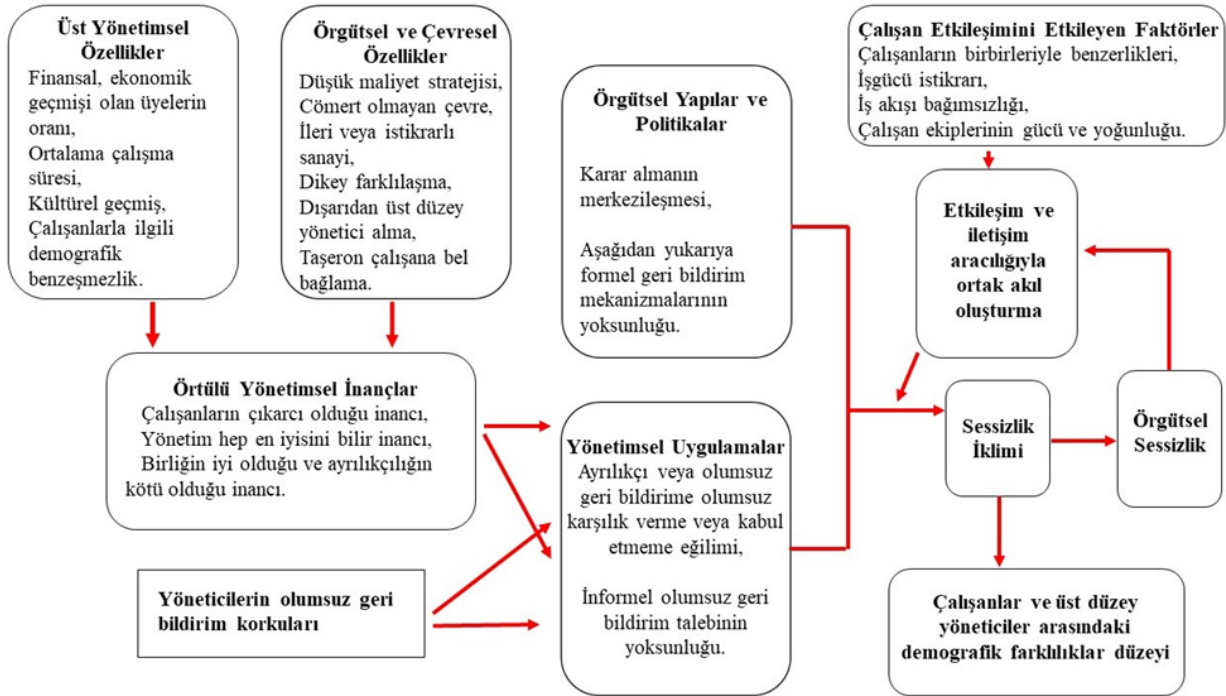 Üst Yönetimsel
Özellikler
Finansal, ekonomik
geçmişi olan üyelerin
oranı,
Ortalama çalışma
süresi,
Kültürel geçmiş,
Çalışanlarla ilgili
demografik
benzeşmezlik.
Örgütsel ve Çevresel
Özellikler
Düşük maliyet stratejisi,
Cömert olmayan çevre,
İleri veya istikrarlı
sanayi,
Dikey farklılaşma,
Dışarıdan üst düzey
yönetici alma,
Taşeron çalışana bel
bağlama.
Örgütsel Yapılar ve
Politikalar
Karar almanın
merkezileşmesi,
Aşağıdan yukarıya
formel geri bildirim
mekanizmalarının
yoksunluğu.
Çalışan Etkileşimini Etkileyen Faktörler
Çalışanların birbirleriyle benzerlikleri,
İşgücü istikrarı,
İş akışı bağımsızlığı,
Çalışan ekiplerinin gücü ve yoğunluğu.
Etkileşim ve
iletişim
aracılığıyla
ortak akıl
oluşturma
Örtülü Yönetimsel İnançlar
Çalışanların çıkarcı olduğu inancı,
Yönetim hep en iyisini bilir inancı,
Birliğin iyi olduğu ve ayrılıkçılığın
kötü olduğu inancı.
Yöneticilerin olumsuz geri
bildirim korkuları
Yönetimsel Uygulamalar
Ayrılıkçı veya olumsuz
geri bildirime olumsuz
karşılık verme veya kabul
etmeme eğilimi,
İnformel olumsuz geri
bildirim talebinin
yoksunluğu.
Sessizlik
İklimi
Örgütsel
Sessizlik
Çalışanlar ve üst düzey
yöneticiler arasındaki
demografik farklılıklar düzeyi